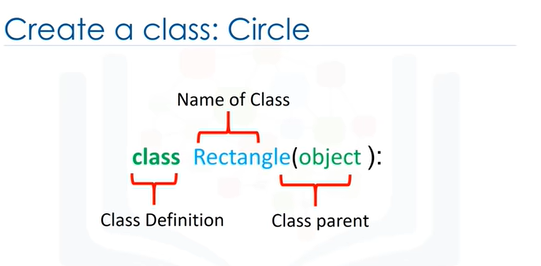 Create a class: Circle
Name of Class
class Rectangle(object ):
Class Definition Class parent